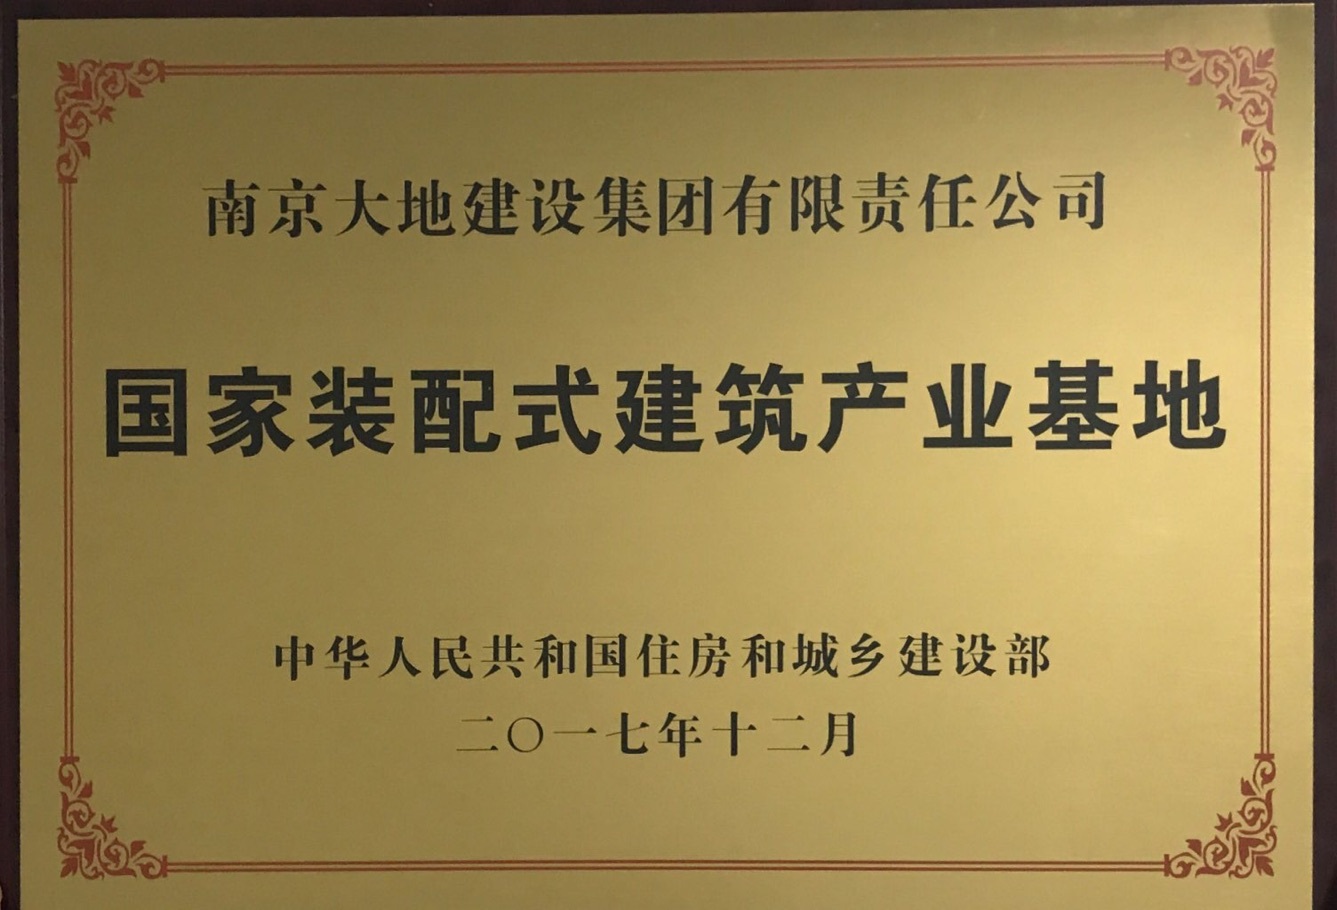 南京大地建设集团有限责任公司
国家装配式建筑产业基地
中华人民共和国住房和城乡建设部
二〇一七年十二月